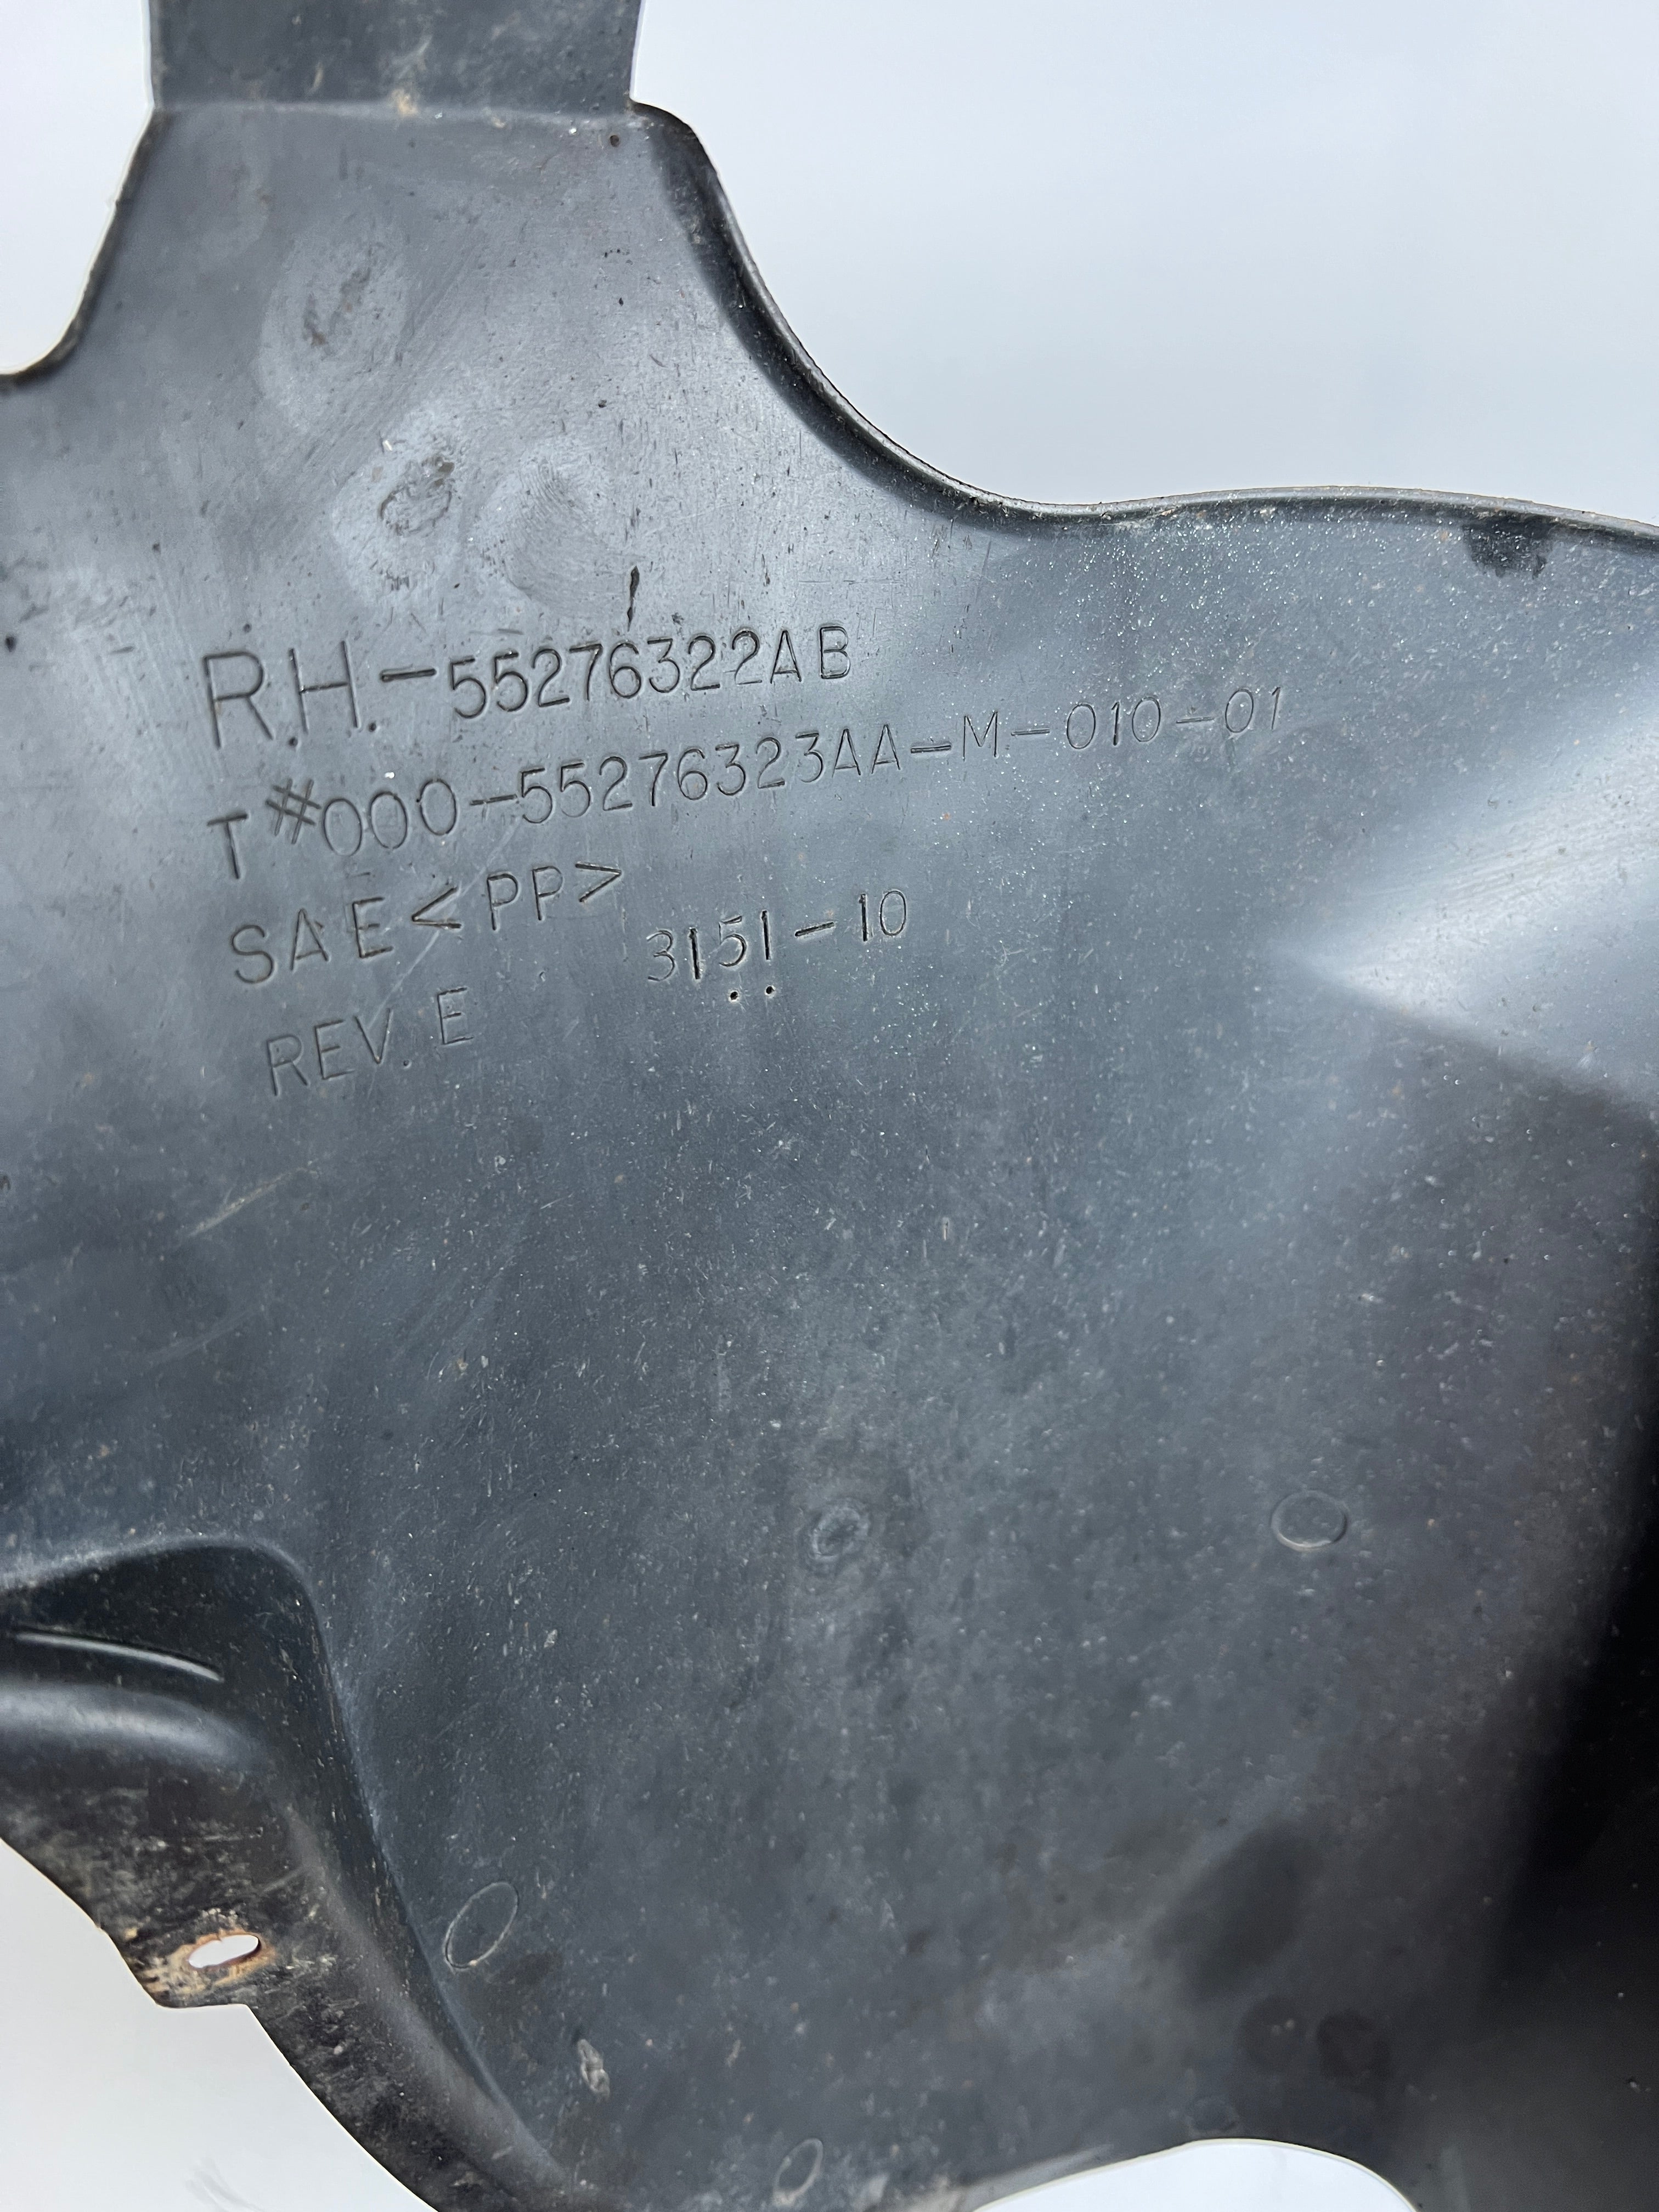 R.H.-55276322AB
T#000-55276323AA-M-010-01
SAE<PP>
3151-10
REV. E